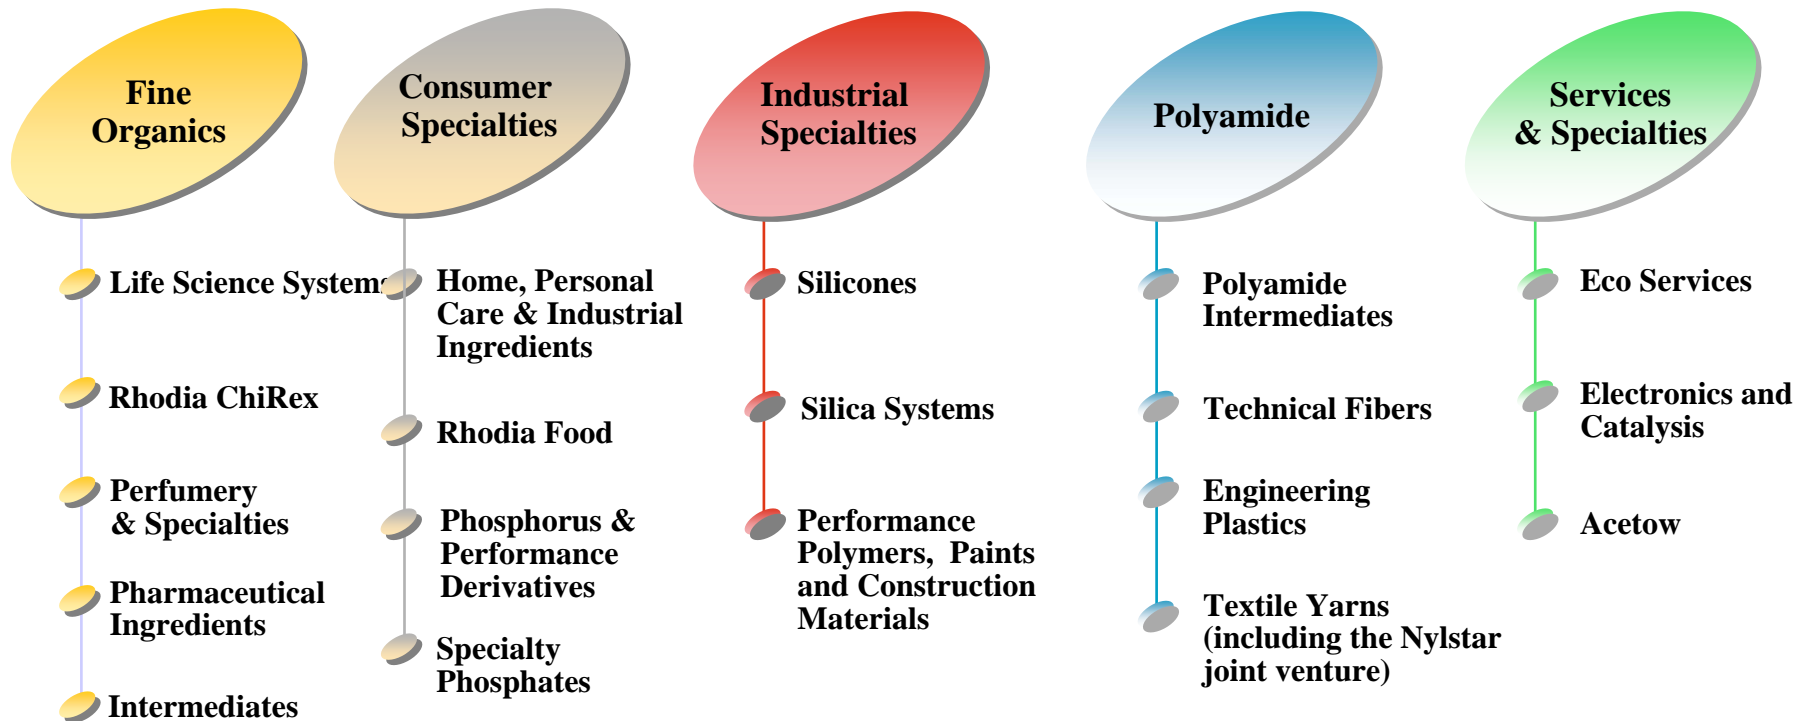 Fine
Organics
Life Science Systems
Rhodia ChiRex
Perfumery
& Specialties
Pharmaceutical
Ingredients
Intermediates
Consumer
Specialties
Home, Personal
Care & Industrial
Ingredients
Rhodia Food
Phosphorus &
Performance
Derivatives
Specialty
Phosphates
Industrial
Specialties
Silicones
Silica Systems
Performance
Polymers, Paints
and Construction
Materials
Polyamide
Polyamide
Intermediates
Technical Fibers
Engineering
Plastics
Textile Yarns
(including the Nylstar
joint venture)
Services
& Specialties
Eco Services
Electronics and
Catalysis
Acetow